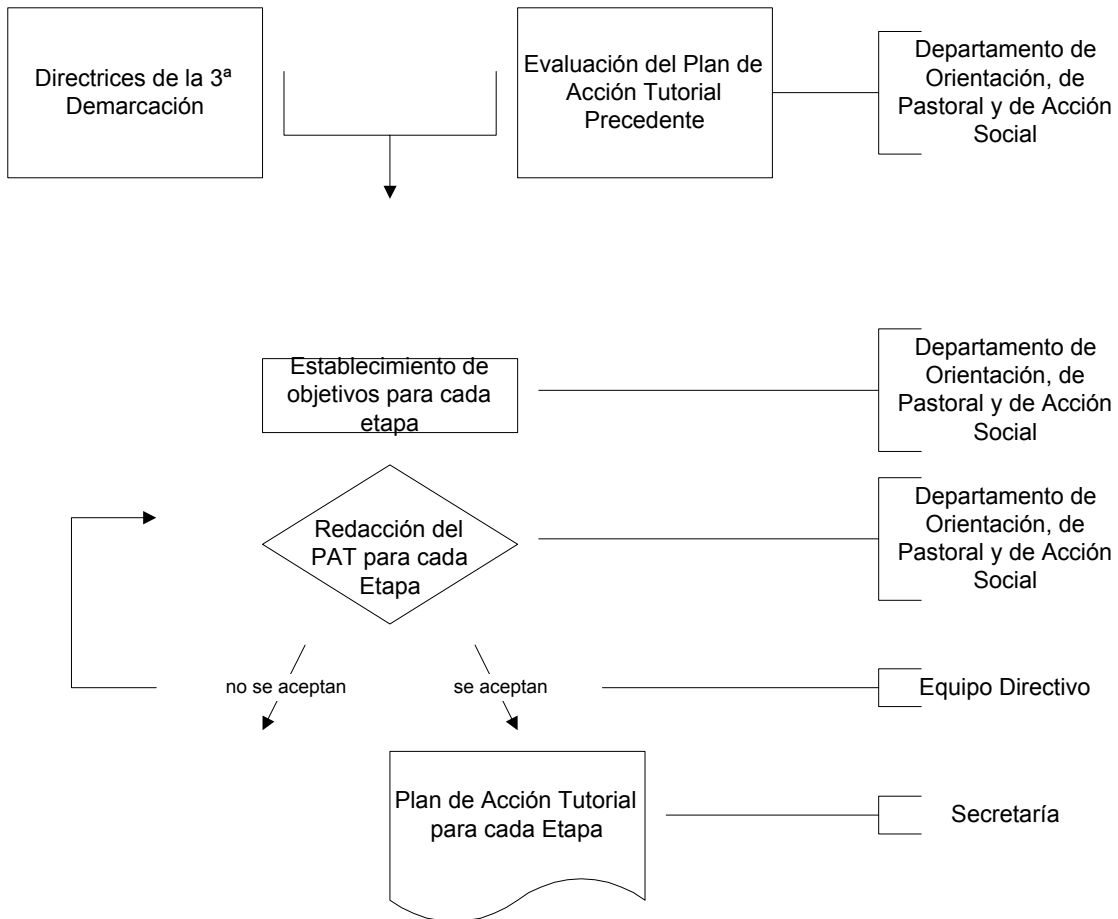 Directrices de la 3ª
Demarcación
Evaluación del Plan de
Acción Tutorial
Precedente
Departamento de
Orientación, de
Pastoral y de Acción
Social
Establecimiento de
objetivos para cada
etapa
Departamento de
Orientación, de
Pastoral y de Acción
Social
Redacción del
PAT para cada
Etapa
Departamento de
Orientación, de
Pastoral y de Acción
Social
no se aceptan
se aceptan
Equipo Directivo
Plan de Acción Tutorial
para cada Etapa
Secretaría